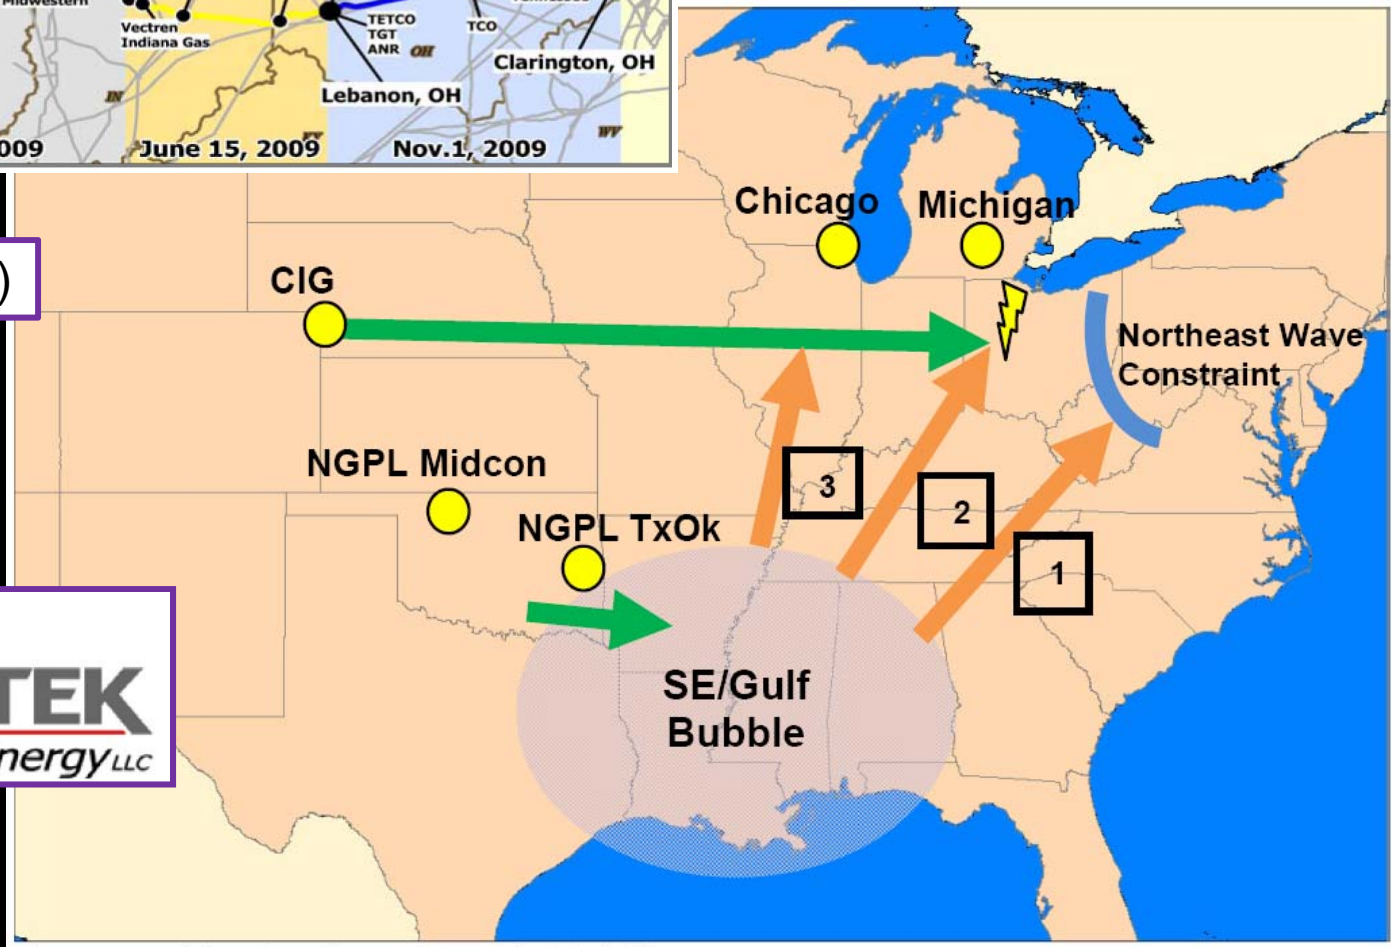 Midwestern
Vectren
Indiana Gas
TETCO
TGT
ANR
OH
TCO
Clarington, OH
Lebanon, OH
IN
WV
009
June 15, 2009
Nov.1, 2009
Chicago
Michigan
)
CIG
Northeast Wave
Constraint
NGPL Midcon
3
NGPL TxOk
2
1
TEK
nergy LLC
SE/Gulf
Bubble